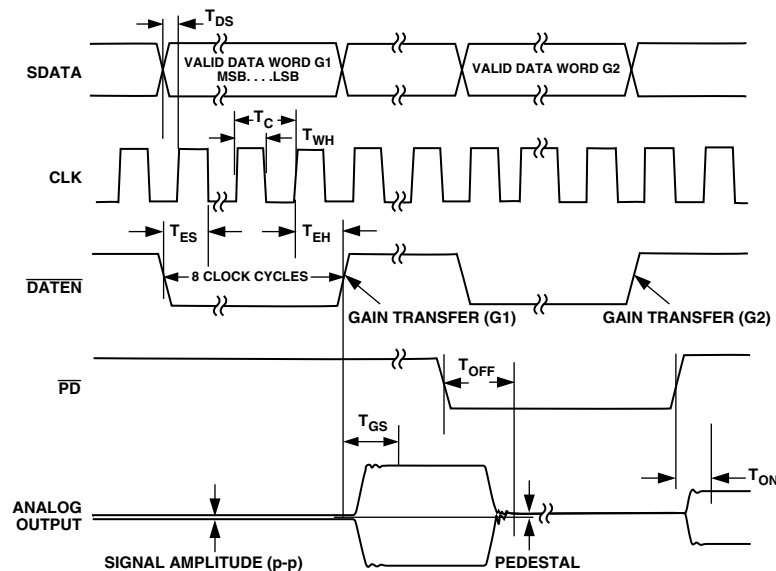 TDS
SDATA
VALID DATA WORD G1
MSB. . . .LSB
VALID DATA WORD G2
TC
TWH
CLK
TES
TEH
DATEN
8 CLOCK CYCLES
GAIN TRANSFER (G1)
GAIN TRANSFER (G2)
PD
TOFF
TGS
TON
ANALOG
OUTPUT
SIGNAL AMPLITUDE (p-p)
PEDESTAL